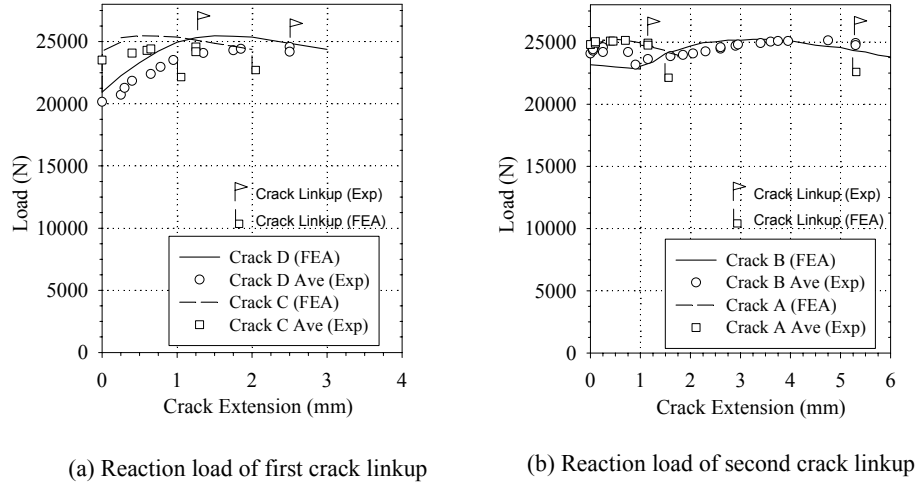 25000
20000
15000
10000
5000
0
Load (N)
Crack Linkup (Exp)
Crack Linkup (FEA)
Crack D (FEA)
Crack D Ave (Exp)
Crack C (FEA)
Crack C Ave (Exp)
0 1 2 3 4
Crack Extension (mm)
(a) Reaction load of first crack linkup
25000
20000
15000
10000
5000
0
Load (N)
Crack Linkup (Exp)
Crack Linkup (FEA)
Crack B (FEA)
Crack B Ave (Exp)
Crack A (FEA)
Crack A Ave (Exp)
0 1 2 3 4 5 6
Crack Extension (mm)
(b) Reaction load of second crack linkup